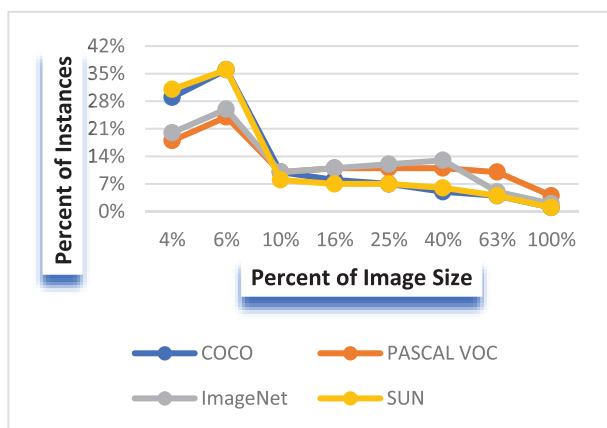 Percent of Instances
42%
35%
28%
21%
14%
7%
0%
4% 6% 10% 16% 25% 40% 63% 100%
Percent of Image Size
COCO PASCAL VOC
ImageNet SUN